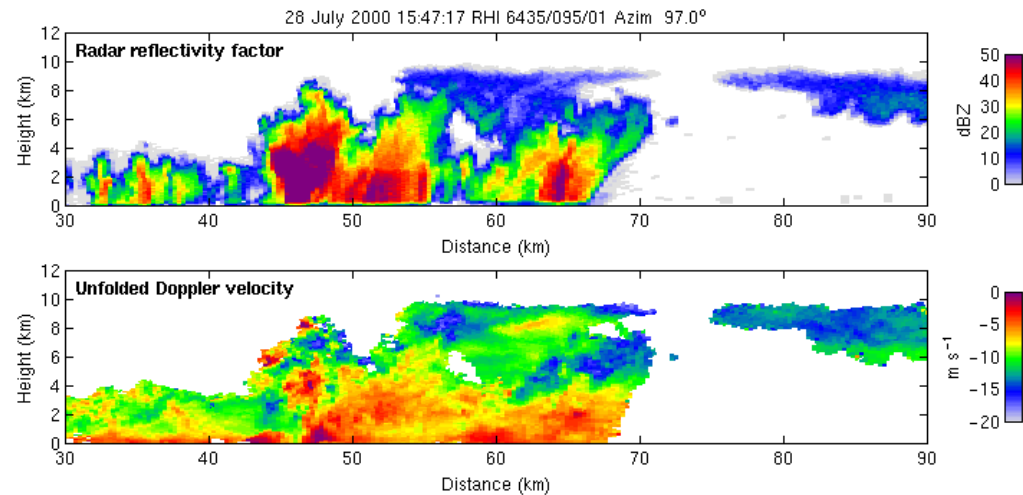 28 July 2000 15:47:17 RHI 6435/095/01 Azim 97.0°
Radar reflectivity factor
12
10
8
6
4
2
0
Height (km)
30 40 50 60 70 80 90
Distance (km)
50
40
30
20
10
0
dBZ
Unfolded Doppler velocity
12
10
8
6
4
2
0
Height (km)
30 40 50 60 70 80 90
Distance (km)
0
−5
−10
−15
−20
m s⁻¹